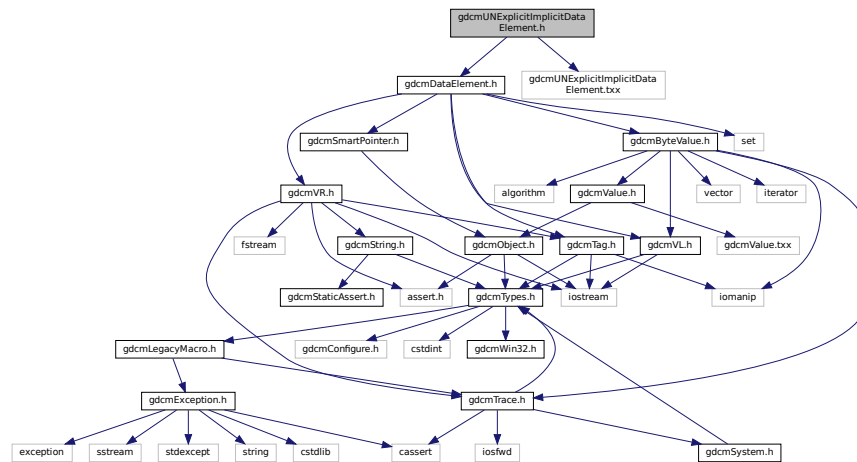 gdcmUNExplicitImplicitData
Element.h
gdcmDataElement.h
gdcmUNExplicitImplicitData
Element.txx
gdcmSmartPointer.h
gdcmByteValue.h
set
gdcmVR.h
algorithm
gdcmValue.h
vector
iterator
fstream
gdcmString.h
gdcmObject.h
gdcmTag.h
gdcmVL.h
gdcmValue.txx
gdcmStaticAssert.h
assert.h
gdcmTypes.h
iostream
iomanip
gdcmLegacyMacro.h
gdcmConfigure.h
cstdint
gdcmWin32.h
gdcmException.h
gdcmTrace.h
exception
sstream
stdexcept
string
cstdlib
cassert
iosfwd
gdcmSystem.h